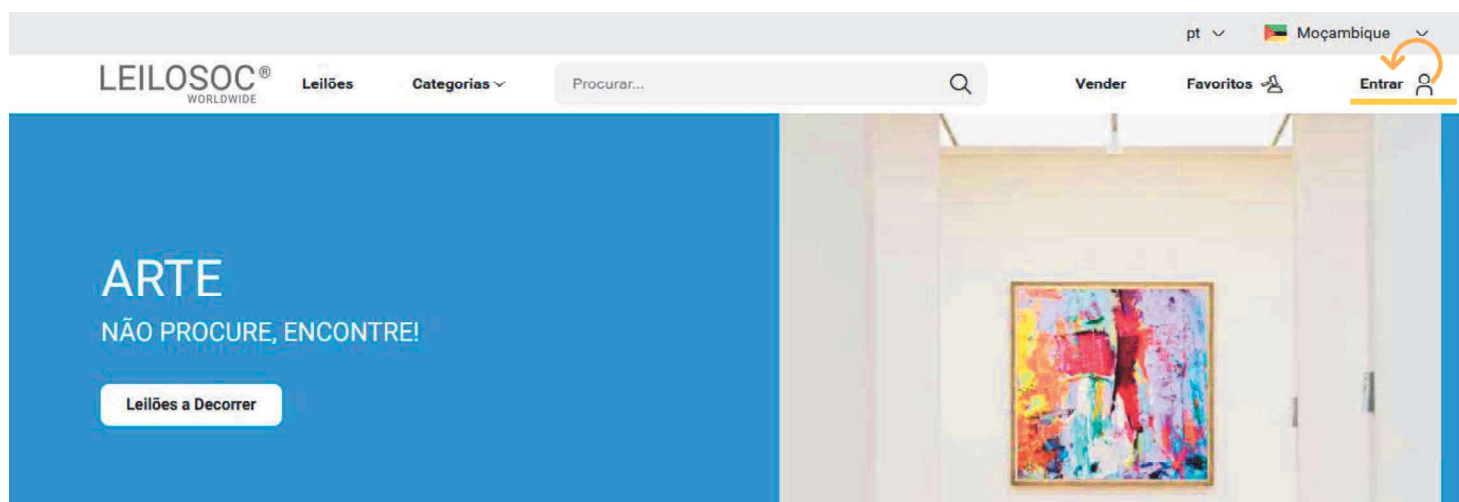 pt Moçambique
LEILOSOC® Leilões Categorias Procurar... Vender Favoritos Entrar
WORLDWIDE
ARTE
NÃO PROCURE, ENCONTRE!
Leilões a Decorrer